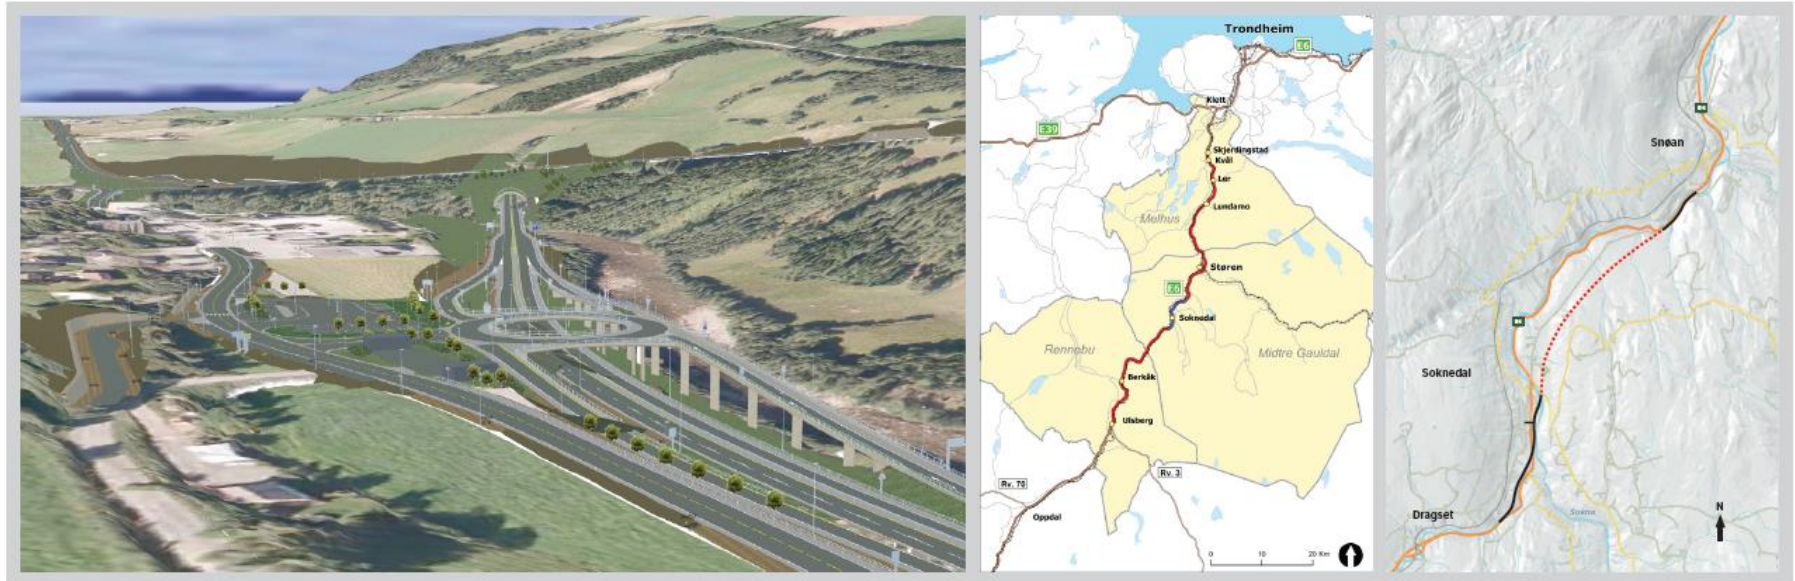 Trondheim
E6
Klett
E39
Skjerdingstad
Kvål
Ler
Lundamo
Melhus
Støren
E6
Soknedal
Rennebu
Midtre Gauldal
Berkåk
Ulsberg
Rv. 3
Rv. 70
Oppdal
0 10 20 Km
Snøan
Soknedal
Dragset
Sokna
N